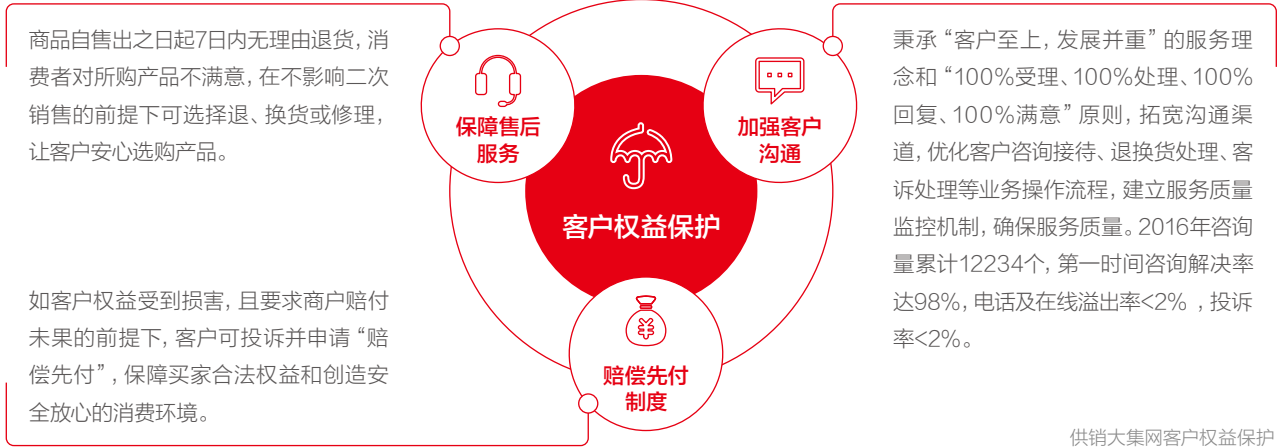 商品自售出之日起7日内无理由退货，消
费者对所购产品不满意，在不影响二次
销售的前提下可选择退、换货或修理，
让客户安心选购产品。
保障售后
服务
加强客户
沟通
客户权益保护
秉承“客户至上，发展并重”的服务理
念和“100%受理、100%处理、100%
回复、100%满意”原则，拓宽沟通渠
道，优化客户咨询接待、退换货处理、客
诉处理等业务操作流程，建立服务质量
监控机制，确保服务质量。2016年咨询
量累计12234个，第一时间咨询解决率
达98%，电话及在线溢出率<2%，投诉
率<2%。
如客户权益受到损害，且要求商户赔付
未果的前提下，客户可投诉并申请“赔
偿先付”，保障买家合法权益和创造安
全放心的消费环境。
¥
赔偿先付
制度
供销大集网客户权益保护